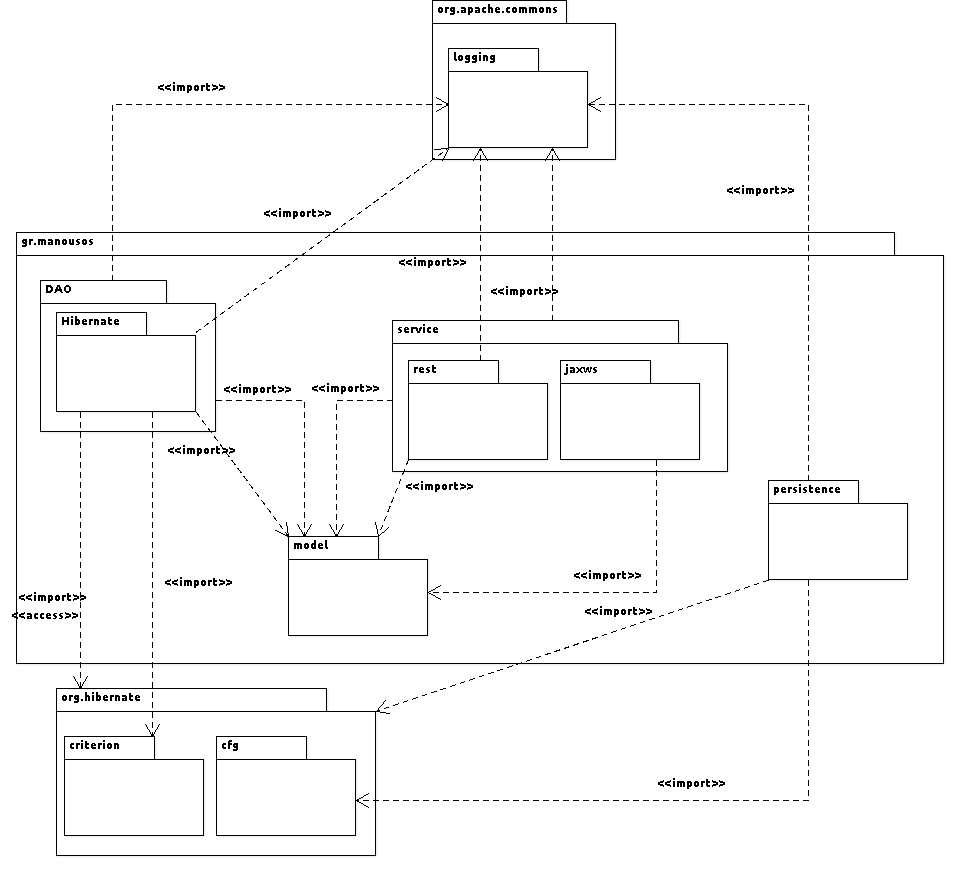 org.apache.commons
logging
<<import>>
<<import>>
<<import>>
gr.manousos
<<import>>
DAO
<<import>>
Hibernate
service
rest
jaxws
<<import>>
<<import>>
<<import>>
<<import>>
persistence
model
<<import>>
<<import>>
<<import>>
<<access>>
<<import>>
org.hibernate
criterion
cfg
<<import>>